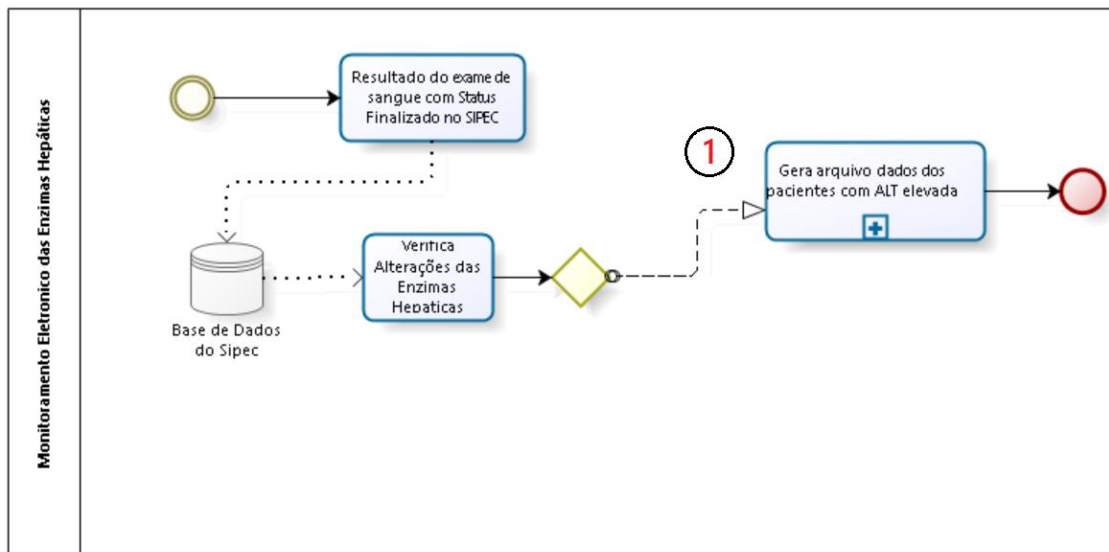 Monitoramento Eletronico das Enzimas Hepáticas
Resultado do exame de
sangue com Status
Finalizado no SIPEC
1
Gera arquivo dados dos
pacientes com ALT elevada
Verifica
Alterações das
Enzimas
Hepaticas
Base de Dados
do Sipec